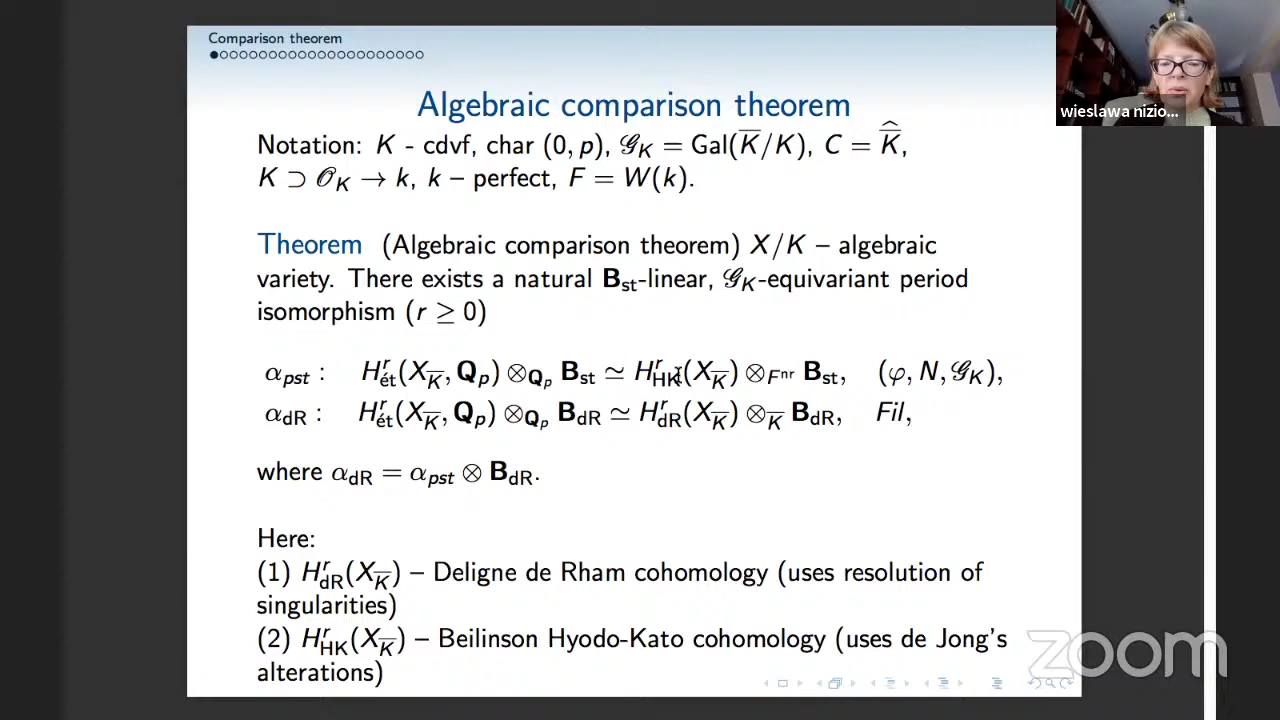 Comparison theorem
Algebraic comparison theorem
Notation: K - cdvf, char (0, p), 𝒢_K = Gal(K̅/K), C = K̅̂,
K ⊃ 𝒪_K → k, k – perfect, F = W(k).
Theorem (Algebraic comparison theorem) X/K – algebraic
variety. There exists a natural B_st-linear, 𝒢_K-equivariant period
isomorphism (r ≥ 0)
α_pst : H^r_ét(X_K̅, Q_p) ⊗_Q_p B_st ≃ H^r_HK(X_K̅) ⊗_F^nr B_st, (φ, N, 𝒢_K),
α_dR : H^r_ét(X_K̅, Q_p) ⊗_Q_p B_dR ≃ H^r_dR(X_K̅) ⊗_K̅ B_dR, Fil,
where α_dR = α_pst ⊗ B_dR.
Here:
(1) H^r_dR(X_K̅) – Deligne de Rham cohomology (uses resolution of
singularities)
(2) H^r_HK(X_K̅) – Beilinson Hyodo-Kato cohomology (uses de Jong's
alterations)
wieslawa nizio...
zoom